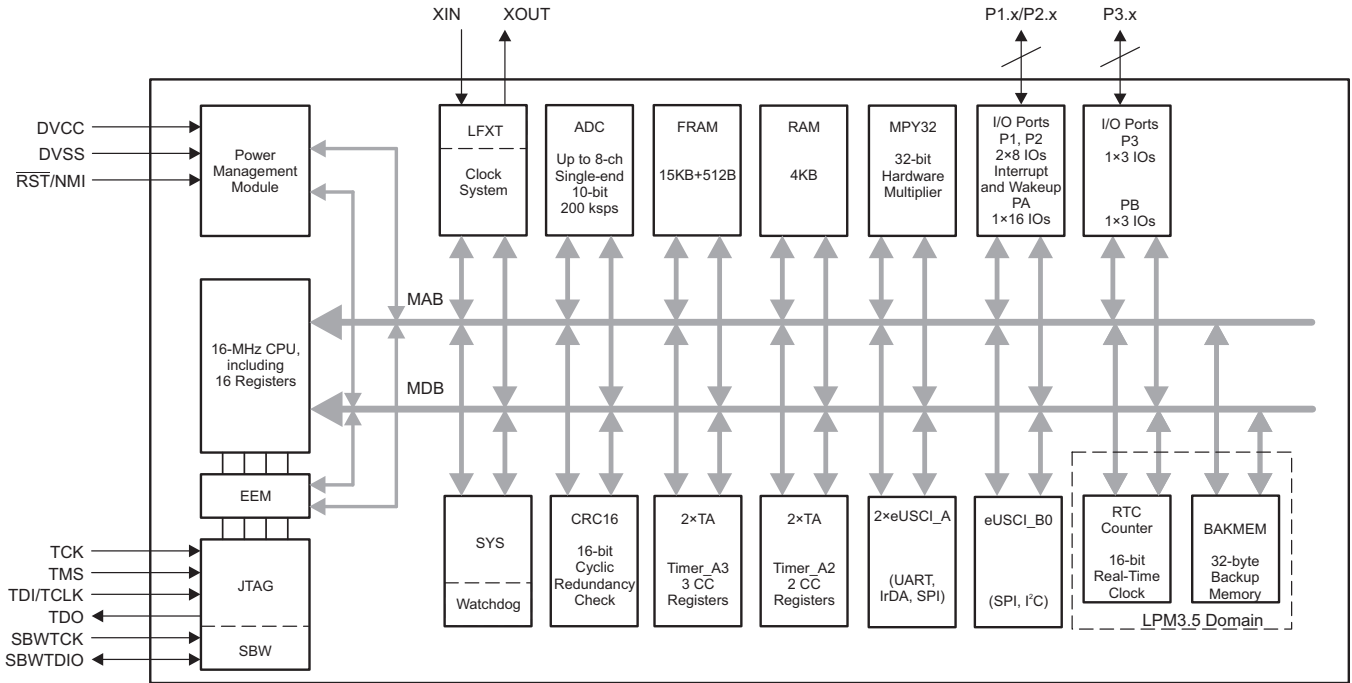 XIN
XOUT
P1.x/P2.x
P3.x
DVCC
DVSS
RST/NMI
Power
Management
Module
LFXT
Clock
System
ADC
Up to 8-ch
Single-end
10-bit
200 ksps
FRAM
15KB+512B
RAM
4KB
MPY32
32-bit
Hardware
Multiplier
I/O Ports
P1, P2
2×8 IOs
Interrupt
and Wakeup
PA
1×16 IOs
I/O Ports
P3
1×3 IOs
PB
1×3 IOs
MAB
16-MHz CPU,
including
16 Registers
MDB
EEM
TCK
TMS
TDI/TCLK
TDO
SBWTCK
SBWTDIO
JTAG
SBW
SYS
Watchdog
CRC16
16-bit
Cyclic
Redundancy
Check
2×TA
Timer_A3
3 CC
Registers
2×TA
Timer_A2
2 CC
Registers
2×eUSCI_A
(UART,
IrDA, SPI)
eUSCI_B0
(SPI, I²C)
RTC
Counter
16-bit
Real-Time
Clock
BAKMEM
32-byte
Backup
Memory
LPM3.5 Domain